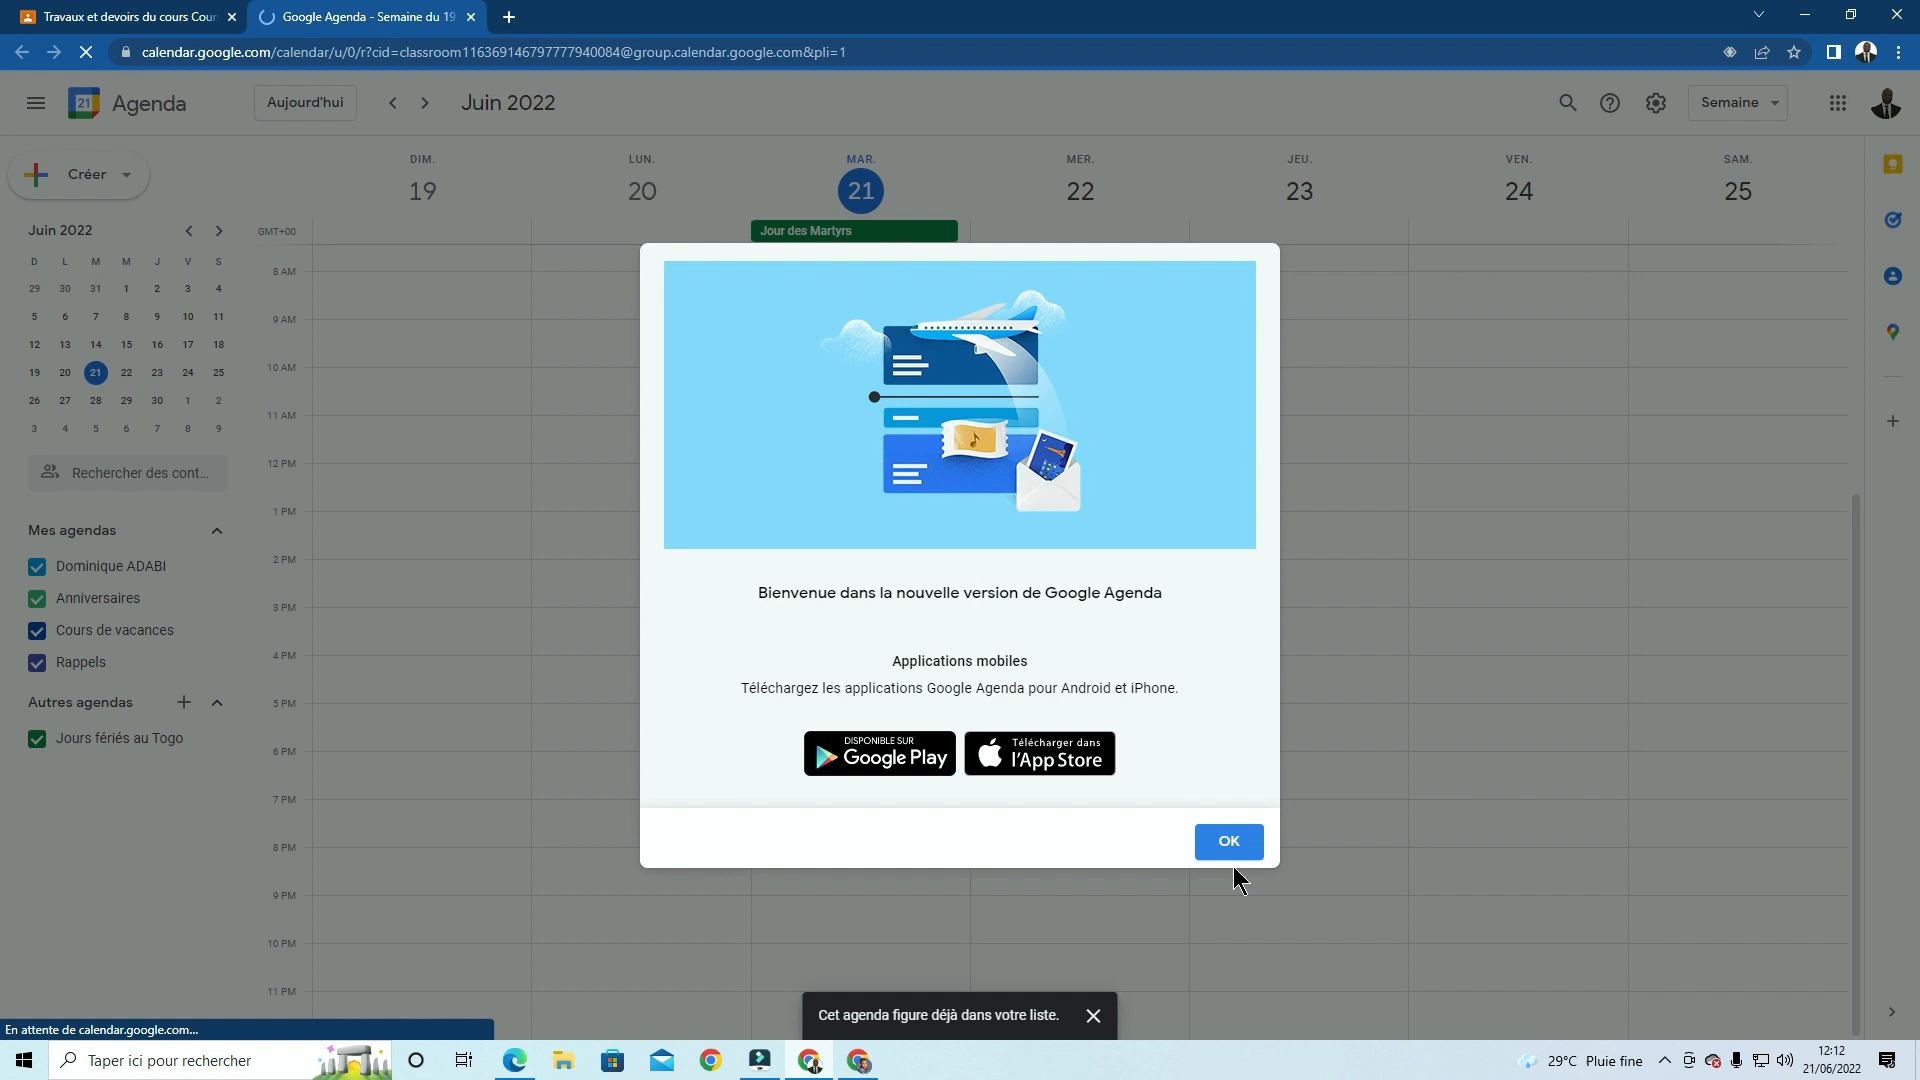 Travaux et devoirs du cours Cour
Google Agenda - Semaine du 19
calendar.google.com/calendar/u/0/r?cid=classroom116369146797777940084@group.calendar.google.com&pli=1
21
Agenda
Aujourd'hui
Juin 2022
Semaine
Créer
DIM.
19
LUN.
20
MAR.
21
MER.
22
JEU.
23
VEN.
24
SAM.
25
Juin 2022
GMT+00
Jour des Martyrs
D L M M J V S
29 30 31 1 2 3 4
5 6 7 8 9 10 11
12 13 14 15 16 17 18
19 20 21 22 23 24 25
26 27 28 29 30 1 2
3 4 5 6 7 8 9
Rechercher des cont...
Mes agendas
Dominique ADABI
Anniversaires
Cours de vacances
Rappels
Autres agendas
Jours fériés au Togo
8 AM
9 AM
10 AM
11 AM
12 PM
1 PM
2 PM
3 PM
4 PM
5 PM
6 PM
7 PM
8 PM
9 PM
10 PM
11 PM
Bienvenue dans la nouvelle version de Google Agenda
Applications mobiles
Téléchargez les applications Google Agenda pour Android et iPhone.
DISPONIBLE SUR
Google Play
Télécharger dans
l'App Store
OK
Cet agenda figure déjà dans votre liste.
En attente de calendar.google.com...
Taper ici pour rechercher
29°C Pluie fine
12:12
21/06/2022